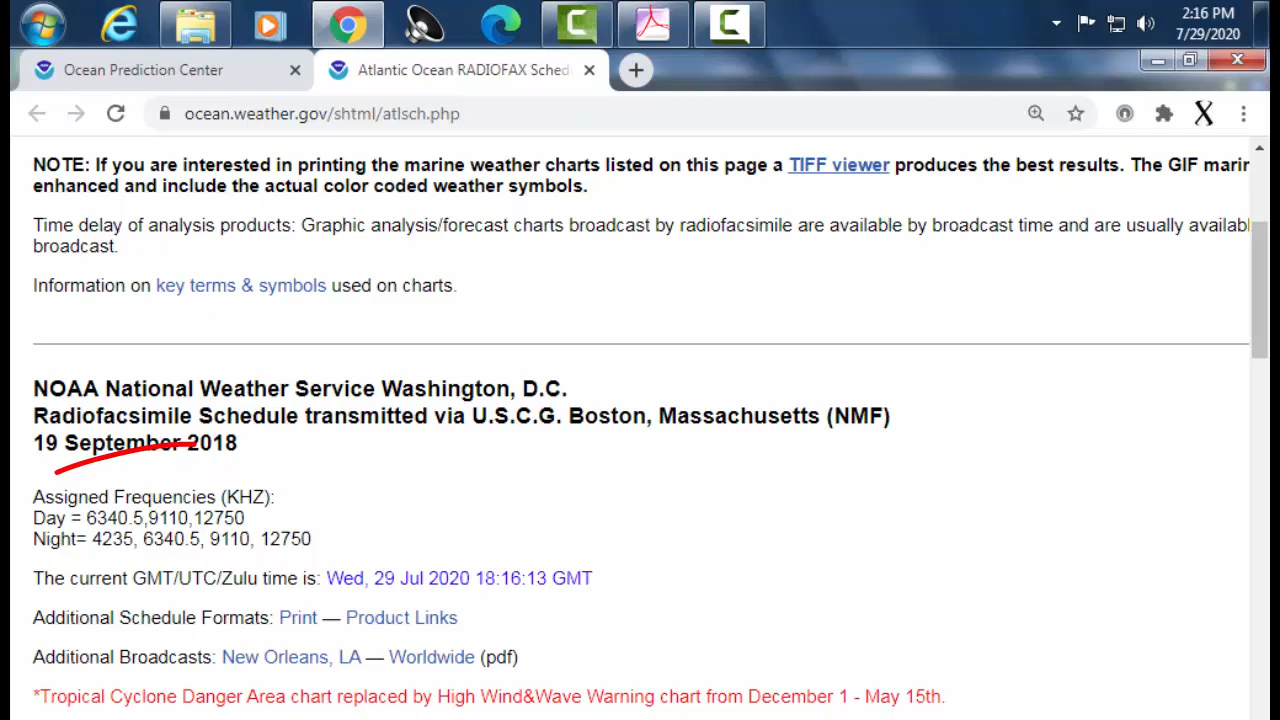 2:16 PM
7/29/2020
Ocean Prediction Center
Atlantic Ocean RADIOFAX Sched
ocean.weather.gov/shtml/atlsch.php
NOTE: If you are interested in printing the marine weather charts listed on this page a TIFF viewer produces the best results. The GIF marin
enhanced and include the actual color coded weather symbols.
Time delay of analysis products: Graphic analysis/forecast charts broadcast by radiofacsimile are available by broadcast time and are usually availabl
broadcast.
Information on key terms & symbols used on charts.
NOAA National Weather Service Washington, D.C.
Radiofacsimile Schedule transmitted via U.S.C.G. Boston, Massachusetts (NMF)
19 September 2018
Assigned Frequencies (KHZ):
Day = 6340.5,9110,12750
Night= 4235, 6340.5, 9110, 12750
The current GMT/UTC/Zulu time is: Wed, 29 Jul 2020 18:16:13 GMT
Additional Schedule Formats: Print — Product Links
Additional Broadcasts: New Orleans, LA — Worldwide (pdf)
*Tropical Cyclone Danger Area chart replaced by High Wind&Wave Warning chart from December 1 - May 15th.